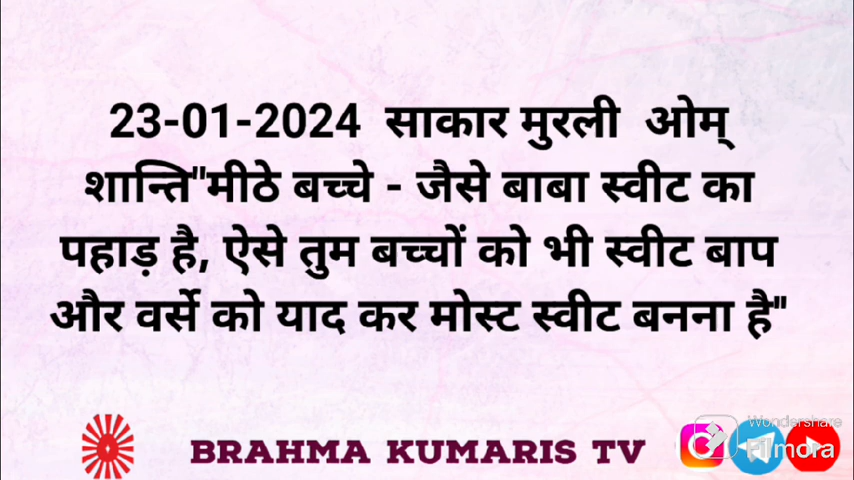 23-01-2024 साकार मुरली ओम्
शान्ति"मीठे बच्चे - जैसे बाबा स्वीट का
पहाड़ है, ऐसे तुम बच्चों को भी स्वीट बाप
और वर्से को याद कर मोस्ट स्वीट बनना है"
BRAHMA KUMARIS TV
Wondershare
Filmora